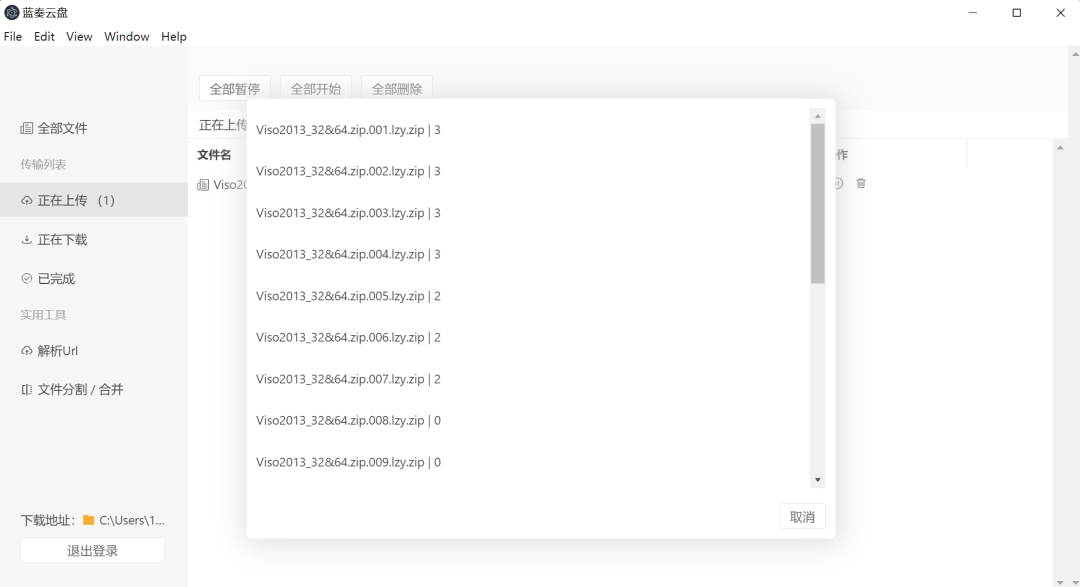 蓝奏云盘
File Edit View Window Help
全部暂停 全部开始 全部删除
全部文件
传输列表
正在上传 (1)
正在下载
已完成
实用工具
解析Url
文件分割 / 合并
下载地址: C:\Users\1...
退出登录
正在上传
文件名
作
Viso20
Viso2013_32&64.zip.001.lzy.zip | 3
Viso2013_32&64.zip.002.lzy.zip | 3
Viso2013_32&64.zip.003.lzy.zip | 3
Viso2013_32&64.zip.004.lzy.zip | 3
Viso2013_32&64.zip.005.lzy.zip | 2
Viso2013_32&64.zip.006.lzy.zip | 2
Viso2013_32&64.zip.007.lzy.zip | 2
Viso2013_32&64.zip.008.lzy.zip | 0
Viso2013_32&64.zip.009.lzy.zip | 0
取消